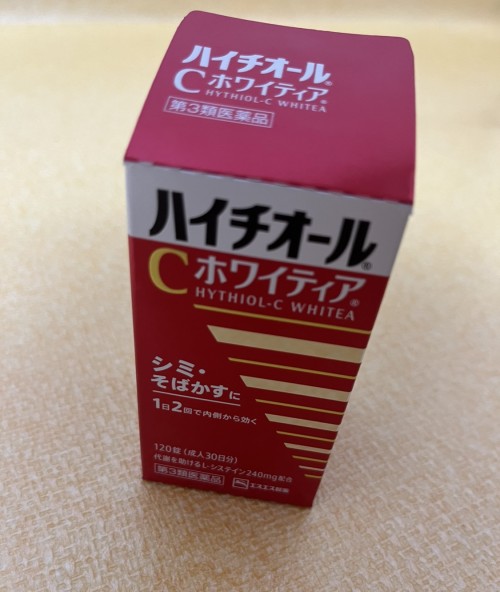 ハイチオール®
Cホワイティア®
HYTHIOL-C WHITEA
第3類医薬品
ハイチオール®
Cホワイティア®
HYTHIOL-C WHITEA
シミ・
そばかすに
1日2回で内側から効く
120錠(成人30日分)
代謝を助けるL-システイン240mg配合
第3類医薬品 エスエス製薬